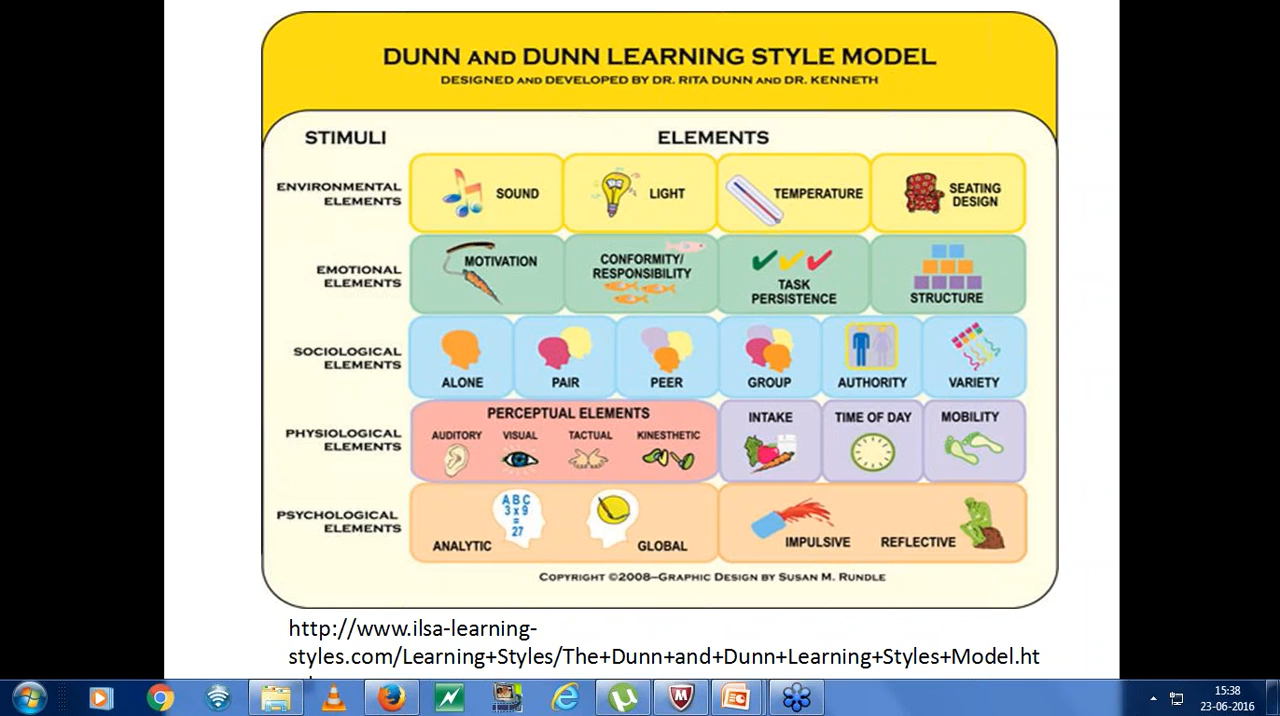 DUNN AND DUNN LEARNING STYLE MODEL
DESIGNED AND DEVELOPED BY DR. RITA DUNN AND DR. KENNETH
STIMULI
ELEMENTS
ENVIRONMENTAL
ELEMENTS
SOUND
LIGHT
TEMPERATURE
SEATING
DESIGN
EMOTIONAL
ELEMENTS
MOTIVATION
CONFORMITY/
RESPONSIBILITY
TASK
PERSISTENCE
STRUCTURE
SOCIOLOGICAL
ELEMENTS
ALONE
PAIR
PEER
GROUP
AUTHORITY
VARIETY
PHYSIOLOGICAL
ELEMENTS
PERCEPTUAL ELEMENTS
AUDITORY
VISUAL
TACTUAL
KINESTHETIC
INTAKE
TIME OF DAY
MOBILITY
PSYCHOLOGICAL
ELEMENTS
ABC
3 x 9
=
27
ANALYTIC
GLOBAL
IMPULSIVE
REFLECTIVE
COPYRIGHT ©2008–GRAPHIC DESIGN BY SUSAN M. RUNDLE
http://www.ilsa-learning-
styles.com/Learning+Styles/The+Dunn+and+Dunn+Learning+Styles+Model.ht
15:38
23-06-2016